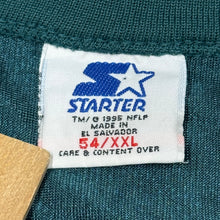 STARTER
TM/© 1995 NFLP
MADE IN
EL SALVADOR
54/XXL
CARE & CONTENT OVER